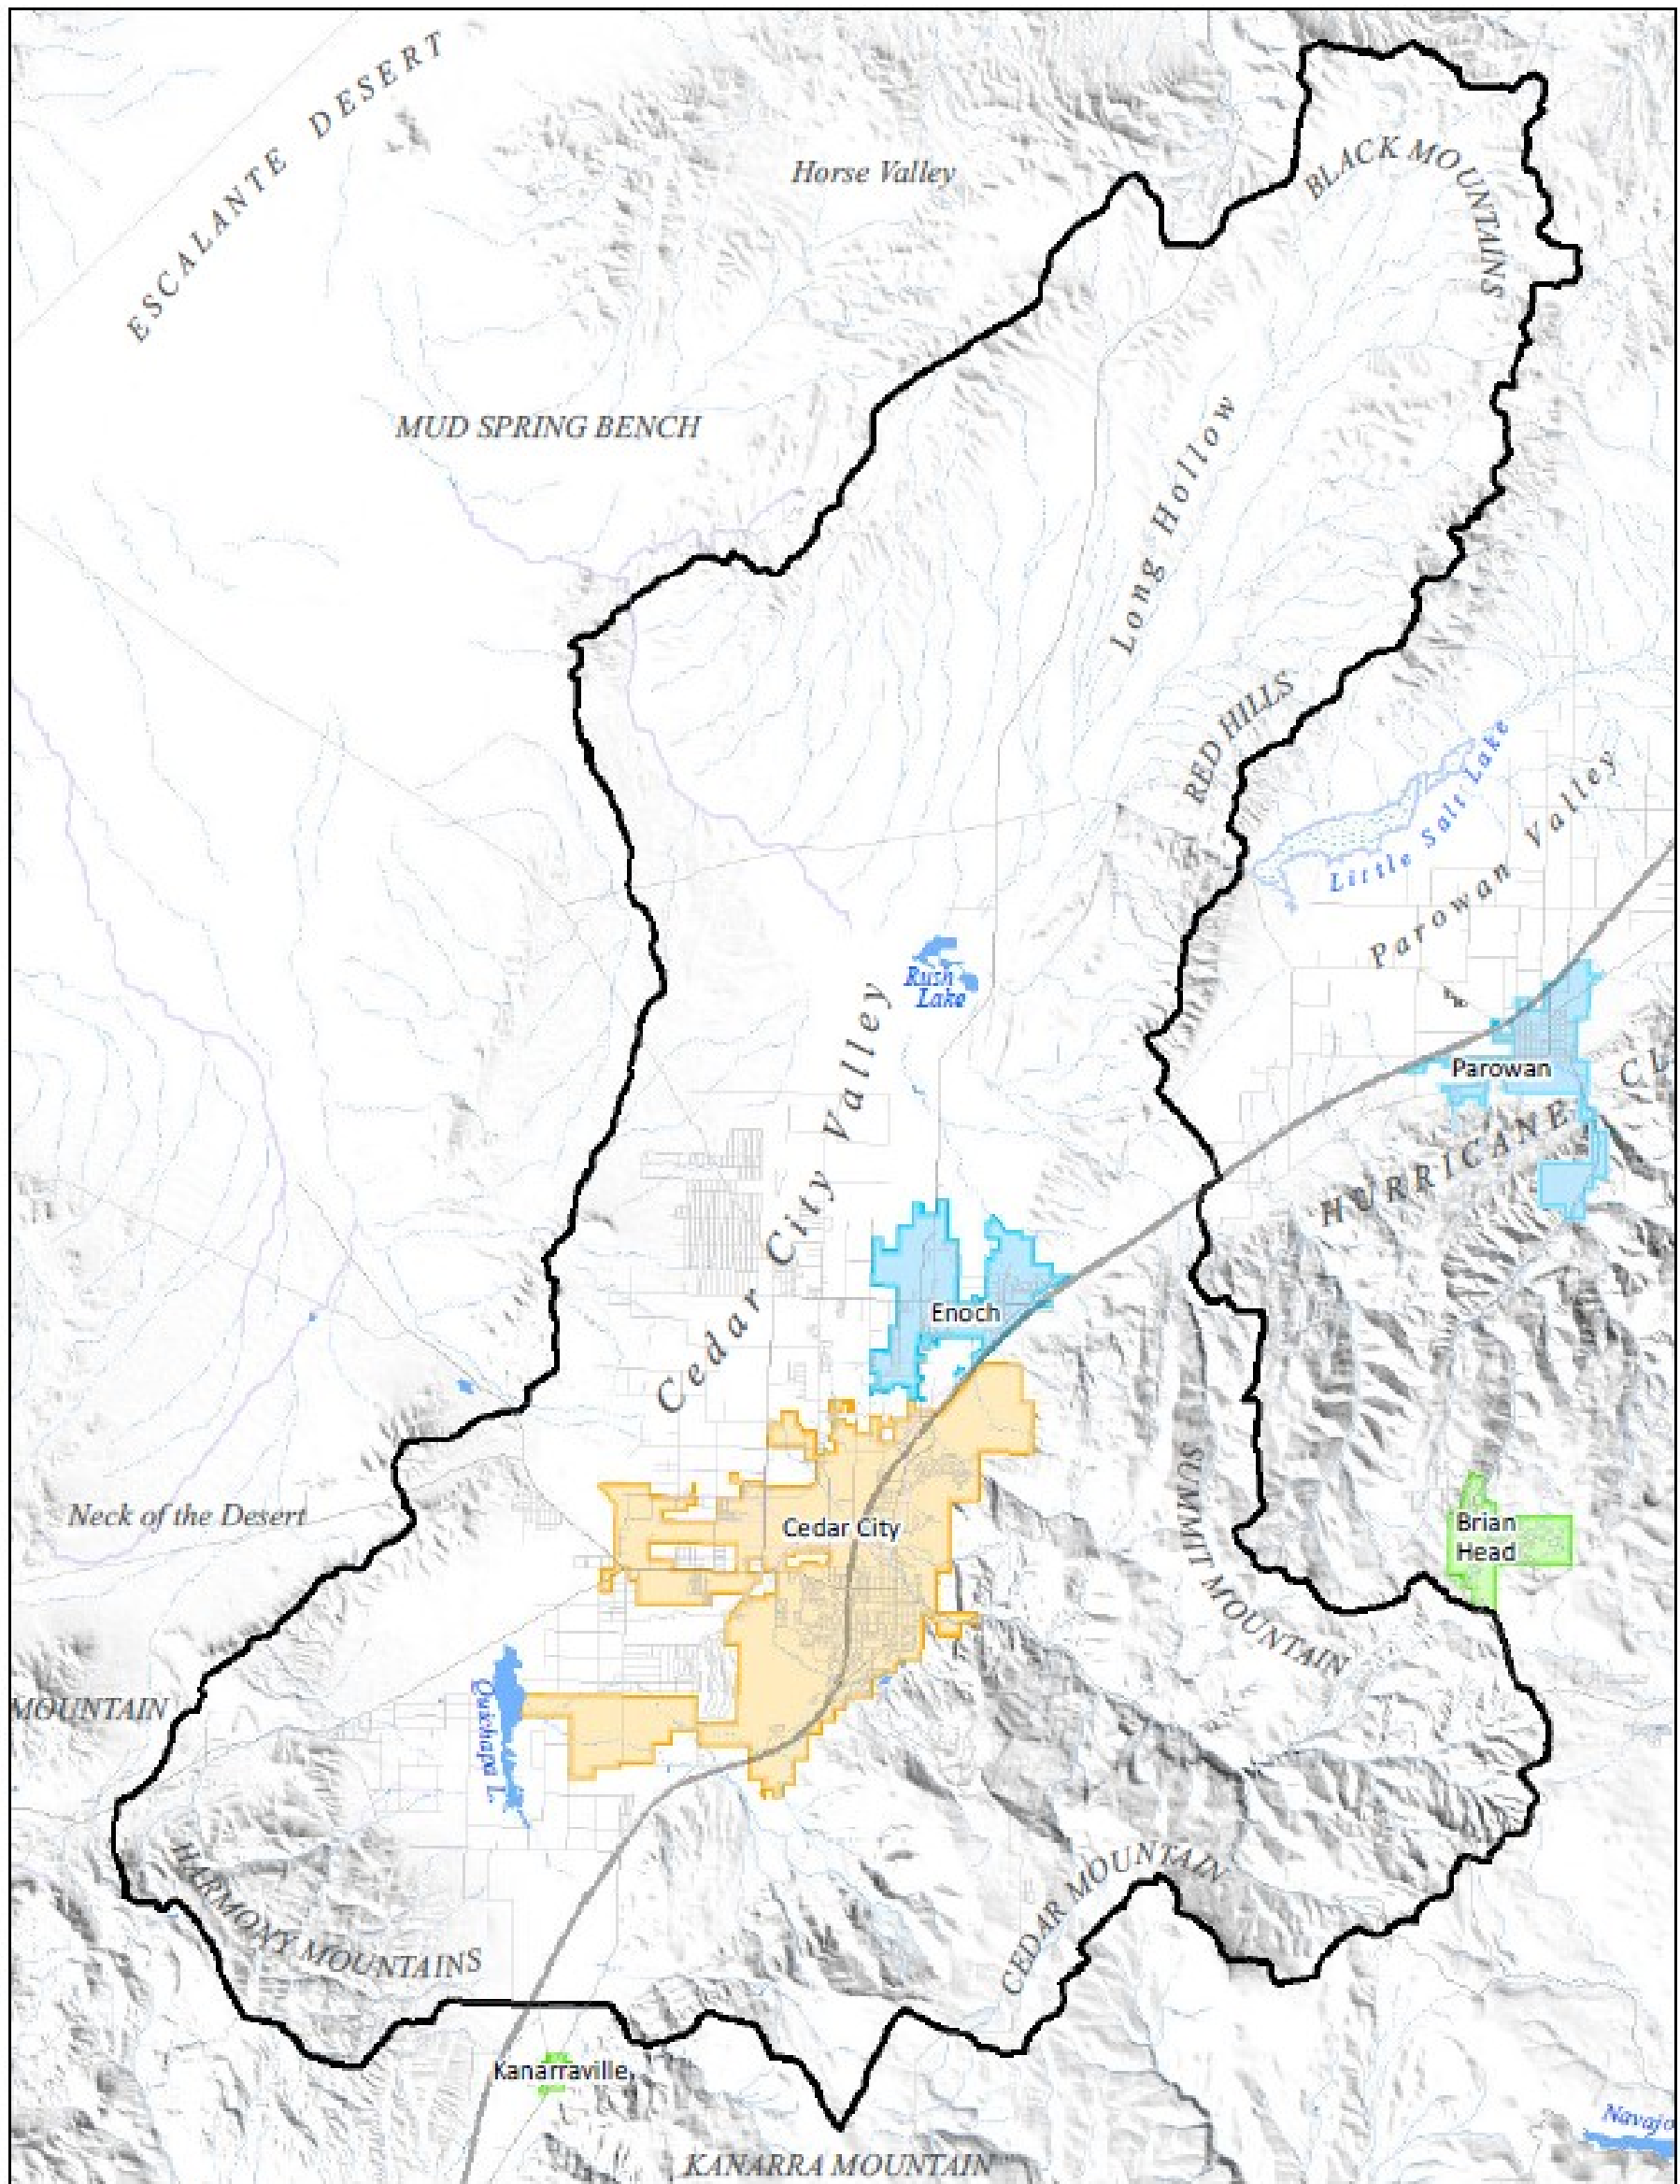 ESCALANTE DESERT
Horse Valley
BLACK MOUNTAINS
MUD SPRING BENCH
Long Hollow
RED HILLS
Little Salt Lake
Parowan Valley
Rush
Lake
Cedar City Valley
Parowan
HURRICANE CL
Enoch
SUMMIT MOUNTAIN
Neck of the Desert
Cedar City
Brian
Head
MOUNTAIN
Quichapa L.
HARMONY MOUNTAINS
CEDAR MOUNTAIN
Kanarraville
Navajo
KANARRA MOUNTAIN